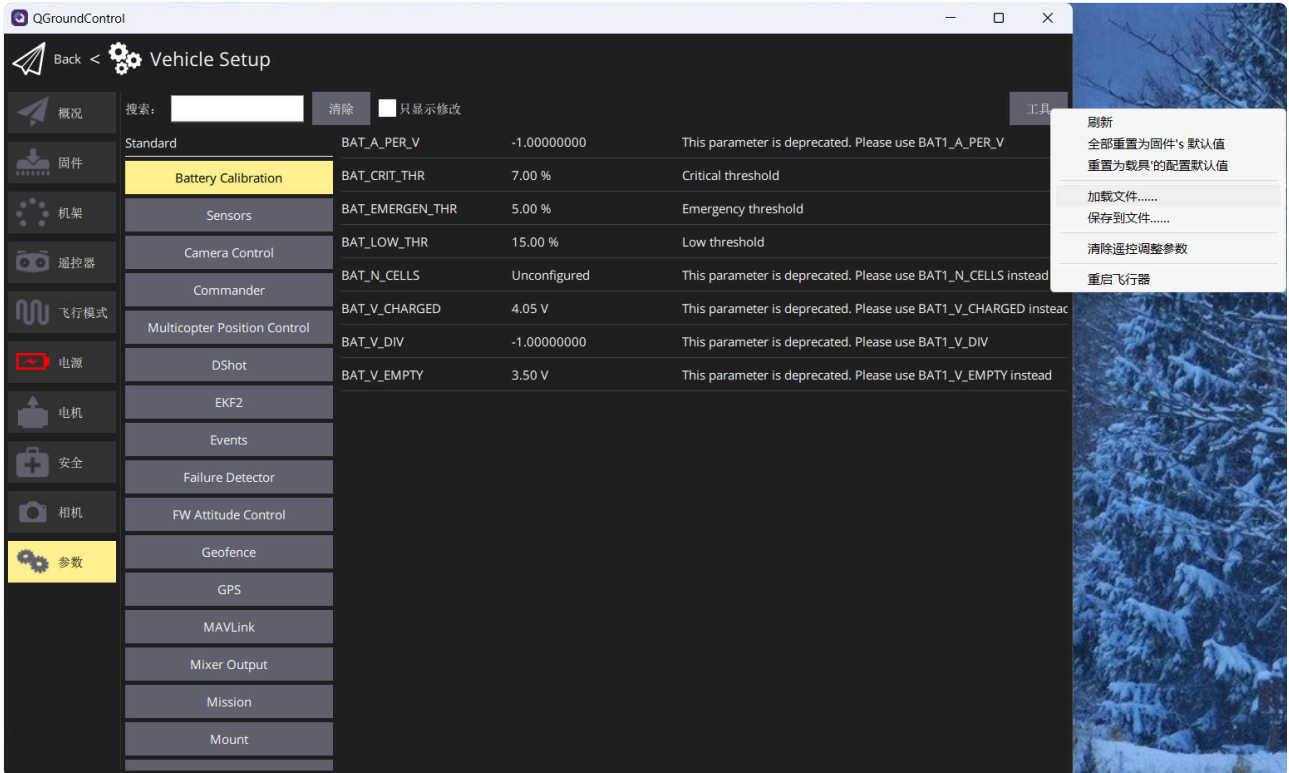 QGroundControl
Back < Vehicle Setup
概况
固件
机架
遥控器
飞行模式
电源
电机
安全
相机
参数
搜索: 清除 只显示修改 工具
Standard
Battery Calibration
Sensors
Camera Control
Commander
Multicopter Position Control
DShot
EKF2
Events
Failure Detector
FW Attitude Control
Geofence
GPS
MAVLink
Mixer Output
Mission
Mount
BAT_A_PER_V -1.00000000 This parameter is deprecated. Please use BAT1_A_PER_V
BAT_CRIT_THR 7.00 % Critical threshold
BAT_EMERGEN_THR 5.00 % Emergency threshold
BAT_LOW_THR 15.00 % Low threshold
BAT_N_CELLS Unconfigured This parameter is deprecated. Please use BAT1_N_CELLS instead
BAT_V_CHARGED 4.05 V This parameter is deprecated. Please use BAT1_V_CHARGED instead
BAT_V_DIV -1.00000000 This parameter is deprecated. Please use BAT1_V_DIV
BAT_V_EMPTY 3.50 V This parameter is deprecated. Please use BAT1_V_EMPTY instead
刷新
全部重置为固件's 默认值
重置为载具'的配置默认值
加载文件......
保存到文件......
清除遥控调整参数
重启飞行器